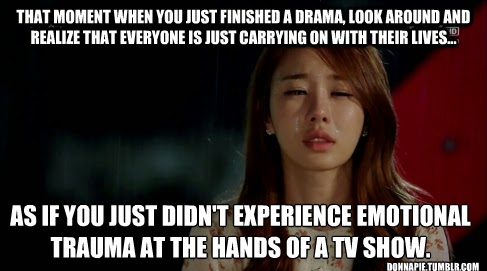 THAT MOMENT WHEN YOU JUST FINISHED A DRAMA, LOOK AROUND AND
REALIZE THAT EVERYONE IS JUST CARRYING ON WITH THEIR LIVES...
AS IF YOU JUST DIDN'T EXPERIENCE EMOTIONAL
TRAUMA AT THE HANDS OF A TV SHOW.
DONNAPIE.TUMBLR.COM